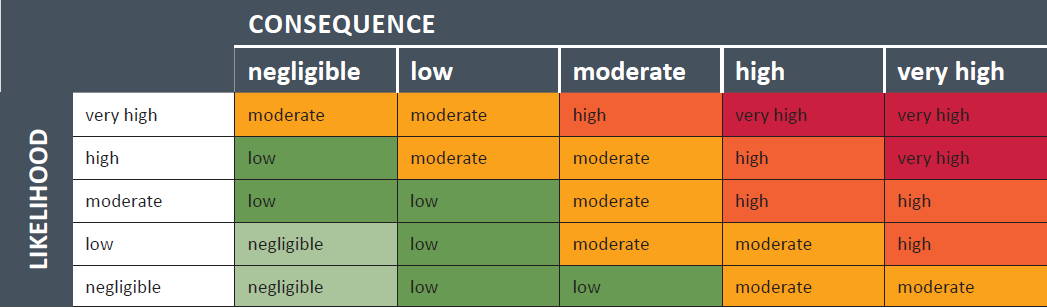 CONSEQUENCE
negligible low moderate high very high
LIKELIHOOD
very high moderate moderate high very high very high
high low moderate moderate high very high
moderate low low moderate high high
low negligible low moderate moderate high
negligible negligible low low moderate moderate